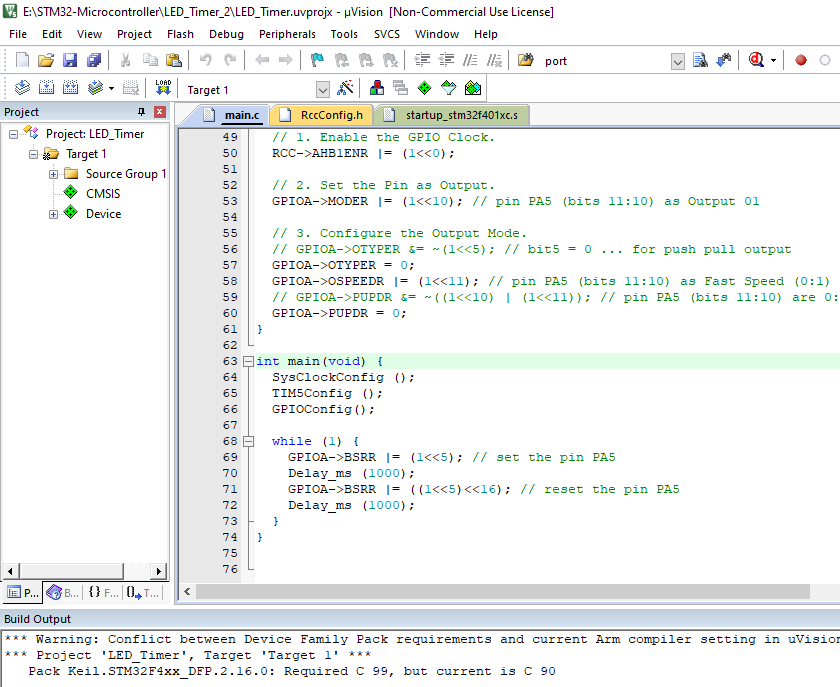 E:\STM32-Microcontroller\LED_Timer_2\LED_Timer.uvprojx - µVision [Non-Commercial Use License]
File Edit View Project Flash Debug Peripherals Tools SVCS Window Help
port
LOAD Target 1
Project
main.c RccConfig.h startup_stm32f401xc.s
Project: LED_Timer
Target 1
Source Group 1
CMSIS
Device
49 // 1. Enable the GPIO Clock.
50 RCC->AHB1ENR |= (1<<0);
51
52 // 2. Set the Pin as Output.
53 GPIOA->MODER |= (1<<10); // pin PA5 (bits 11:10) as Output 01
54
55 // 3. Configure the Output Mode.
56 // GPIOA->OTYPER &= ~(1<<5); // bit5 = 0 ... for push pull output
57 GPIOA->OTYPER = 0;
58 GPIOA->OSPEEDR |= (1<<11); // pin PA5 (bits 11:10) as Fast Speed (0:1)
59 // GPIOA->PUPDR &= ~((1<<10) | (1<<11)); // pin PA5 (bits 11:10) are 0:
60 GPIOA->PUPDR = 0;
61 }
62
63 int main(void) {
64 SysClockConfig ();
65 TIM5Config ();
66 GPIOConfig();
67
68 while (1) {
69 GPIOA->BSRR |= (1<<5); // set the pin PA5
70 Delay_ms (1000);
71 GPIOA->BSRR |= ((1<<5)<<16); // reset the pin PA5
72 Delay_ms (1000);
73 }
74 }
75
76
P... B... {} F... 0 T...
Build Output
*** Warning: Conflict between Device Family Pack requirements and current Arm compiler setting in uVision
*** Project 'LED_Timer', Target 'Target 1' ***
Pack Keil.STM32F4xx_DFP.2.16.0: Required C 99, but current is C 90